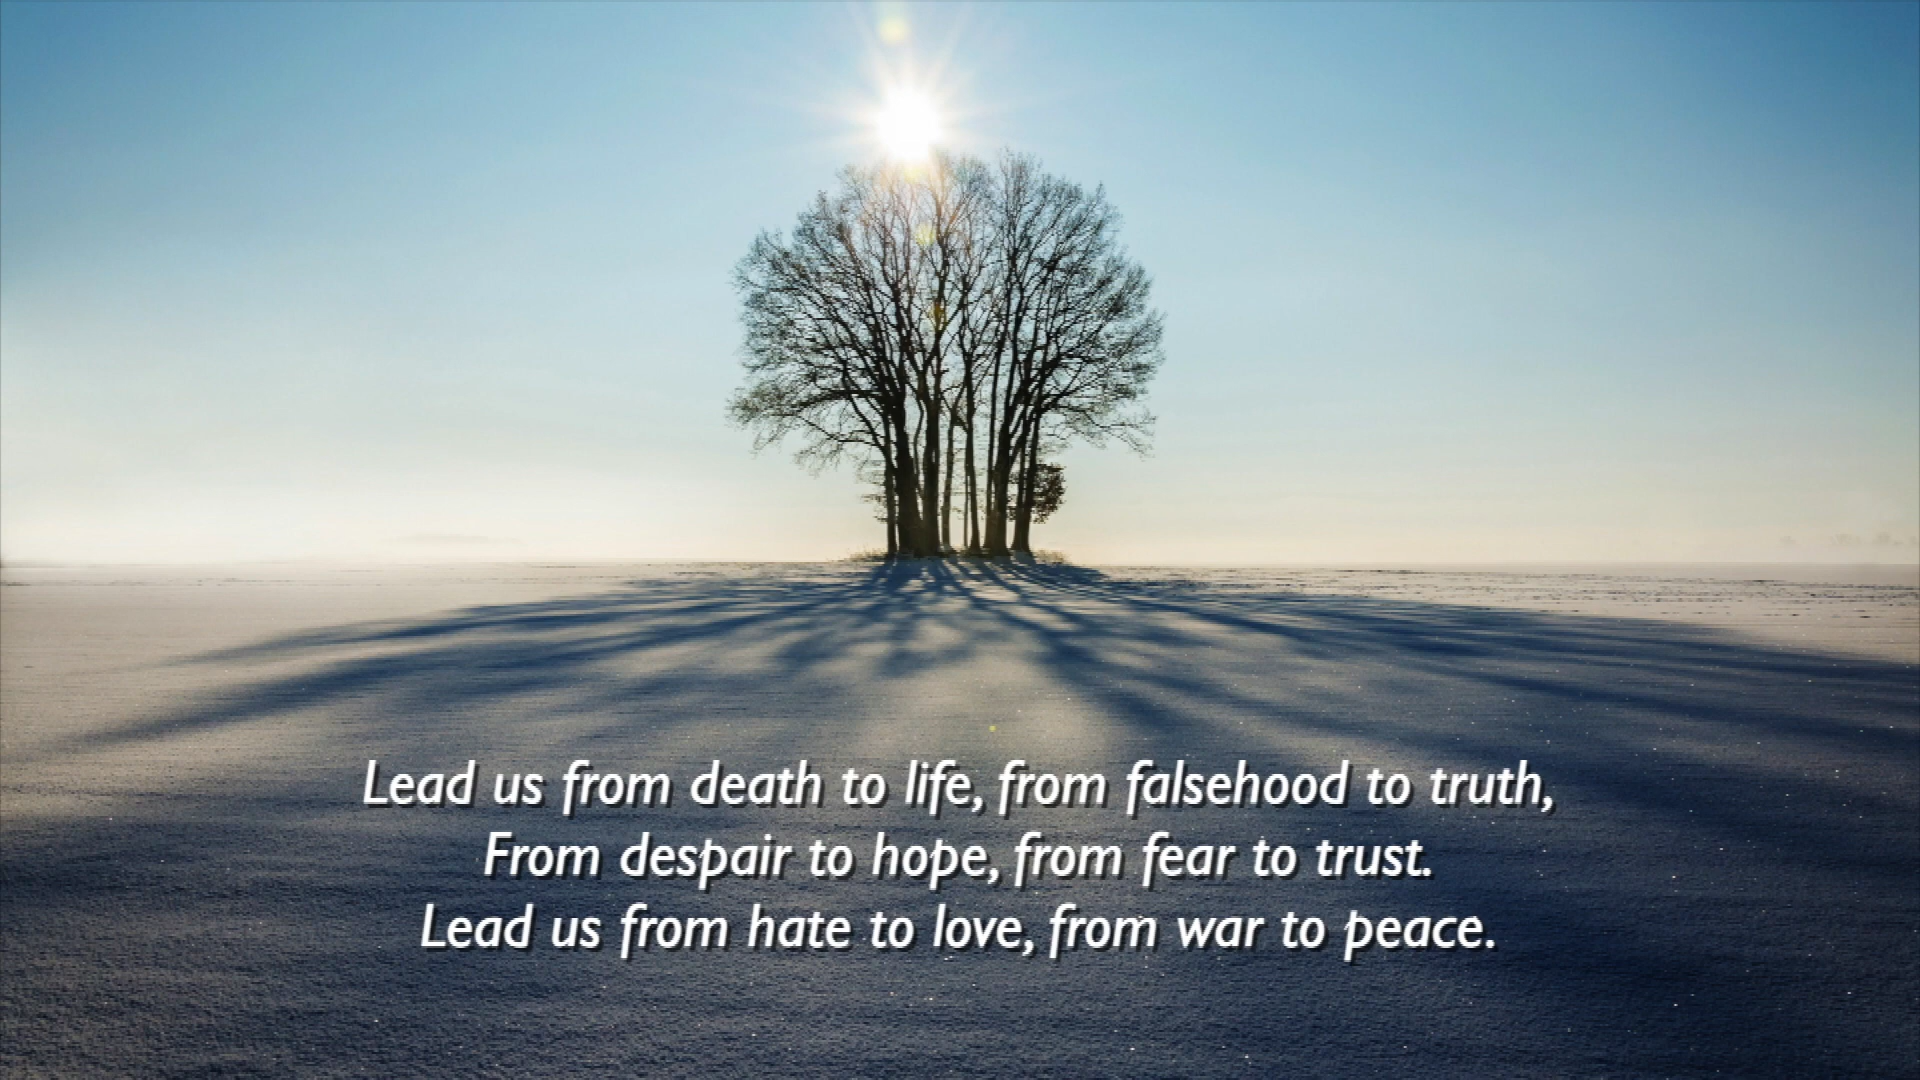 Lead us from death to life, from falsehood to truth,
From despair to hope, from fear to trust.
Lead us from hate to love, from war to peace.